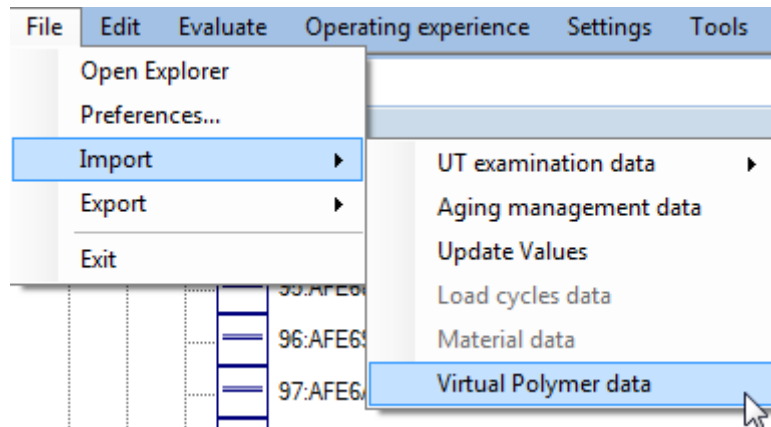 File Edit Evaluate Operating experience Settings Tools
Open Explorer
Preferences...
Import
Export
Exit
UT examination data
Aging management data
Update Values
Load cycles data
Material data
Virtual Polymer data
96:AFE6
97:AFE6